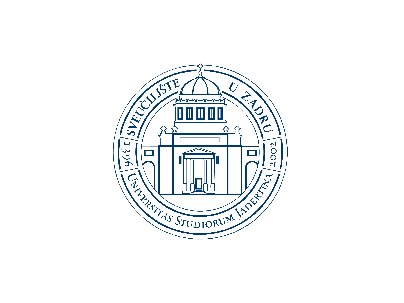 SVEUČILIŠTE U ZADRU
1396 2002
UNIVERSITAS STUDIORUM JADERTINA